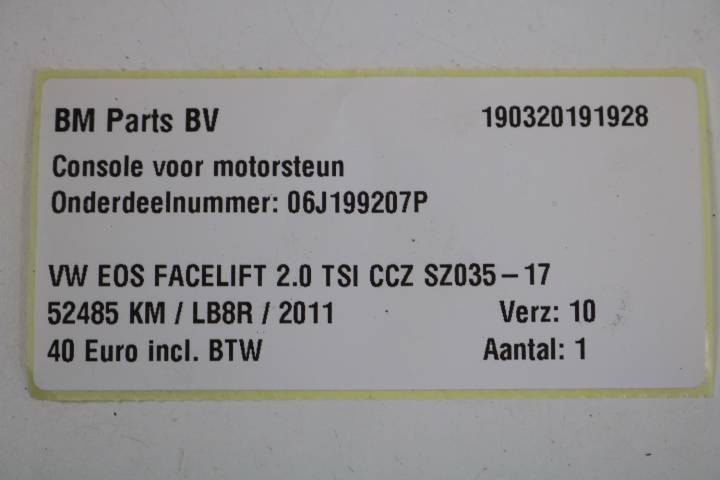 BM Parts BV 190320191928
Console voor motorsteun
Onderdeelnummer: 06J199207P
VW EOS FACELIFT 2.0 TSI CCZ SZ035 – 17
52485 KM / LB8R / 2011 Verz: 10
40 Euro incl. BTW Aantal: 1